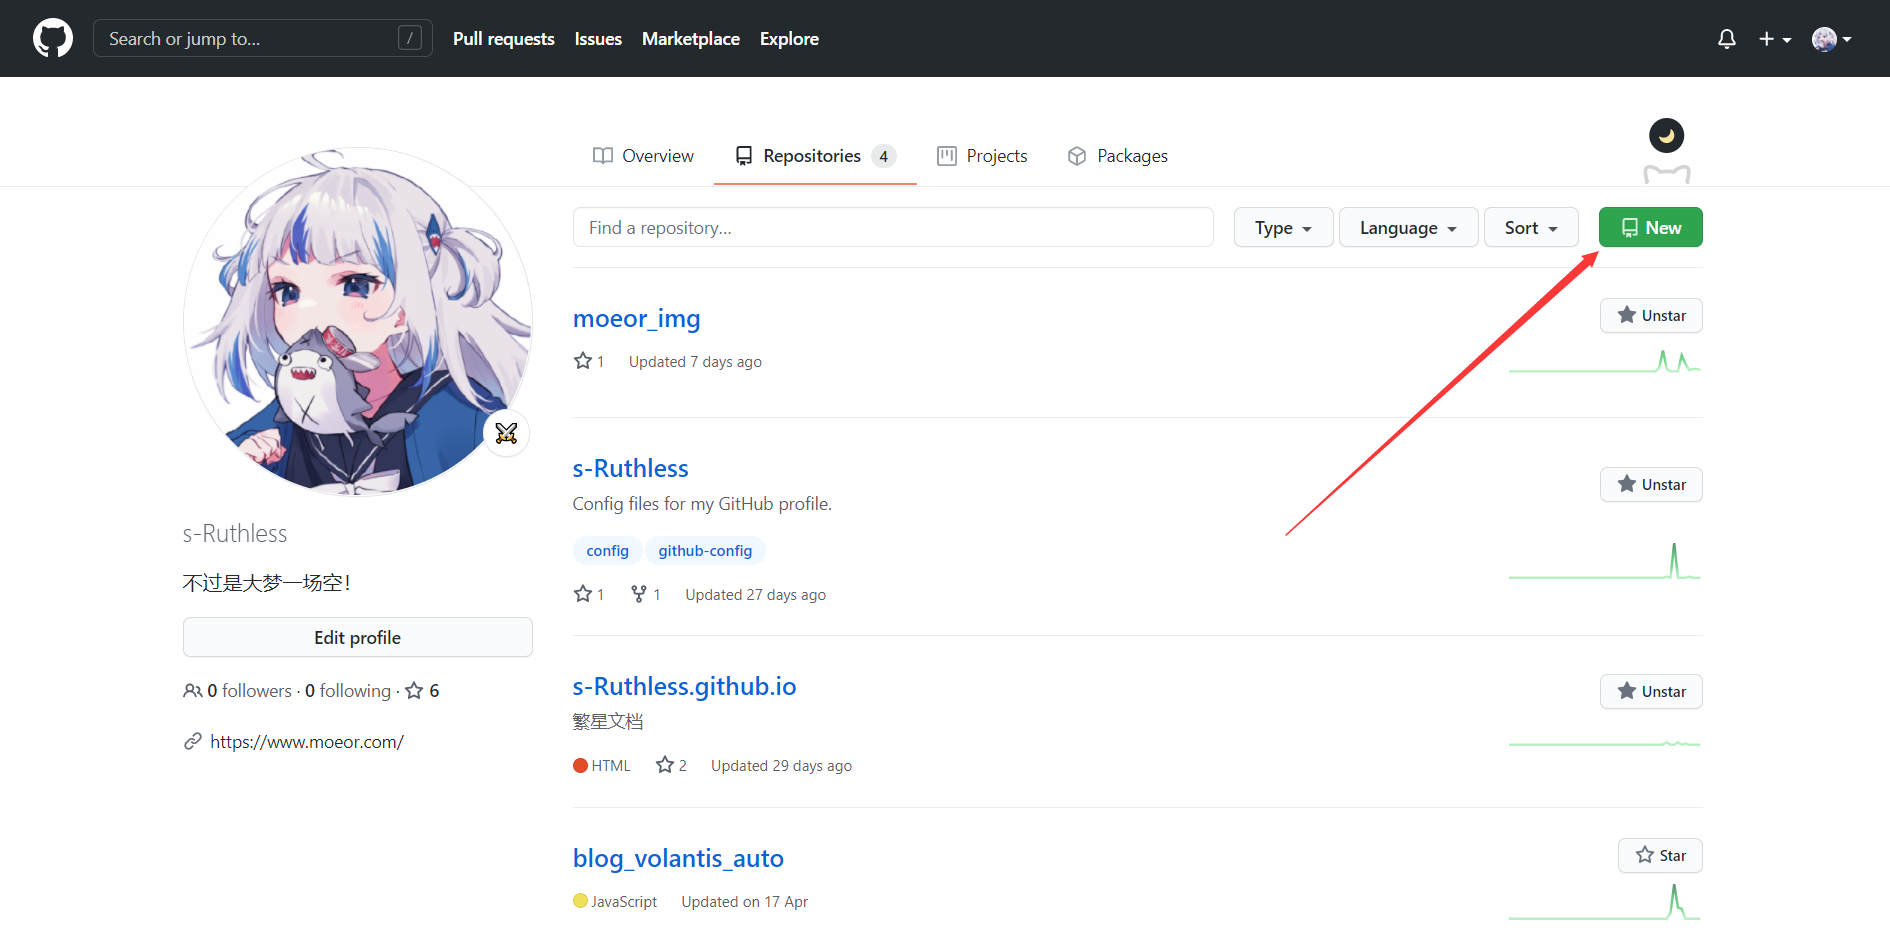 Search or jump to... / Pull requests Issues Marketplace Explore
Overview Repositories 4 Projects Packages
Find a repository... Type Language Sort New
moeor_img Unstar
1 Updated 7 days ago
s-Ruthless Unstar
Config files for my GitHub profile.
config github-config
1 1 Updated 27 days ago
s-Ruthless.github.io Unstar
繁星文档
HTML 2 Updated 29 days ago
blog_volantis_auto Star
JavaScript Updated on 17 Apr
s-Ruthless
不过是大梦一场空！
Edit profile
0 followers · 0 following · 6
https://www.moeor.com/